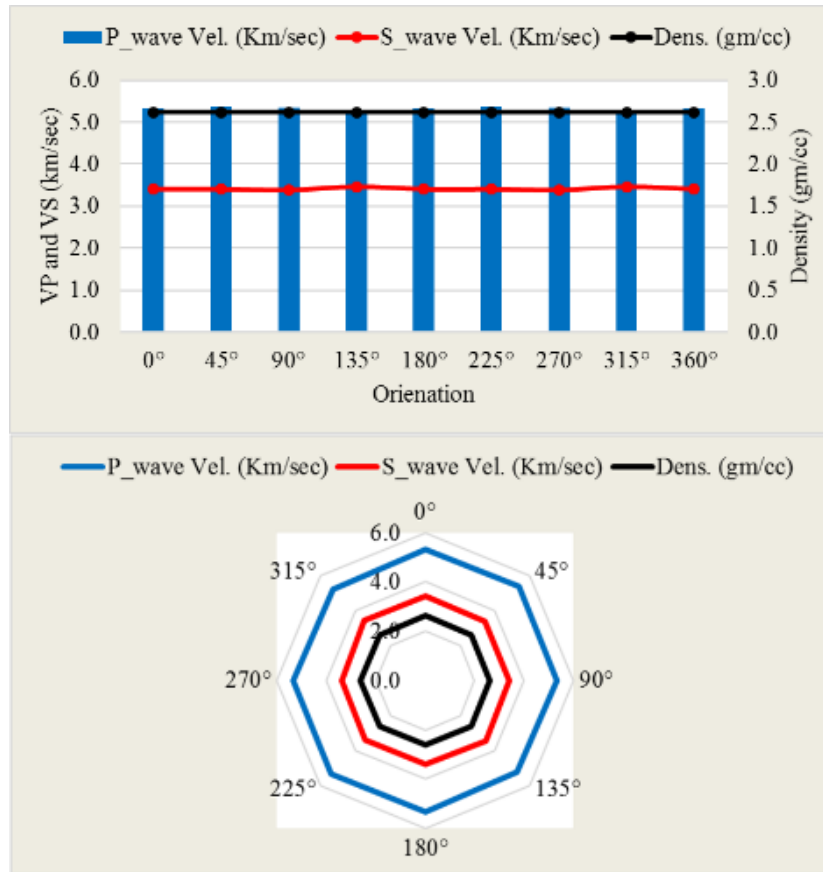 P_wave Vel. (Km/sec) S_wave Vel. (Km/sec) Dens. (gm/cc)
6.0 3.0
5.0 2.5
4.0 2.0
3.0 1.5
2.0 1.0
1.0 0.5
0.0 0.0
VP and VS (km/sec)
Density (gm/cc)
0° 45° 90° 135° 180° 225° 270° 315° 360°
Orienation
P_wave Vel. (Km/sec) S_wave Vel. (Km/sec) Dens. (gm/cc)
0°
6.0
315° 45°
4.0
2.0
270° 0.0 90°
225° 135°
180°